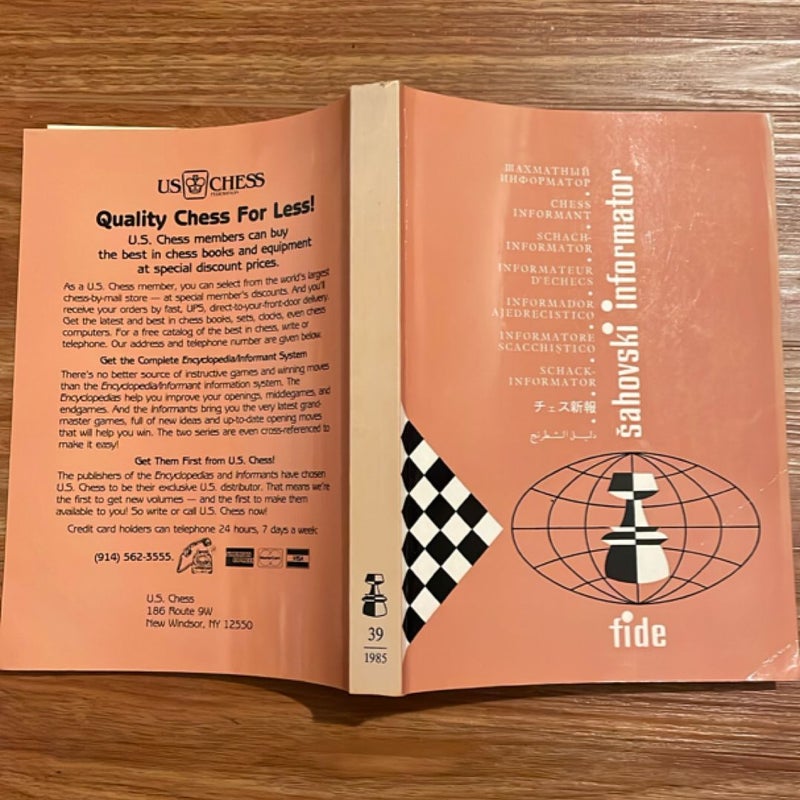 US CHESS
FEDERATION
Quality Chess For Less!
U.S. Chess members can buy
the best in chess books and equipment
at special discount prices.
As a U.S. Chess member, you can select from the world's largest
chess-by-mail store — at special member's discounts. And you'll
receive your orders by fast, UPS, direct-to-your-front-door delivery.
Get the latest and best in chess books, sets, clocks, even chess
computers. For a free catalog of the best in chess, write or
telephone. Our address and telephone number are given below.
Get the Complete Encyclopedia/Informant System
There's no better source of instructive games and winning moves
than the Encyclopedia/Informant information system. The
Encyclopedias help you improve your openings, middlegames, and
endgames. And the Informants bring you the very latest grand-
master games, full of new ideas and up-to-date opening moves
that will help you win. The two series are even cross-referenced to
make it easy!
Get Them First from U.S. Chess!
The publishers of the Encyclopedias and Informants have chosen
U.S. Chess to be their exclusive U.S. distributor. That means we're
the first to get new volumes — and the first to make them
available to you! So write or call U.S. Chess now!
Credit card holders can telephone 24 hours, 7 days a week:
(914) 562-3555.
VISA
U.S. Chess
186 Route 9W
New Windsor, NY 12550
39
1985
ШАХМАТНЫЙ
ИНФОРМАТОР
CHESS
INFORMANT
SCHACH-
INFORMATOR
INFORMATEUR
D'ÉCHECS
INFORMADOR
AJEDRECISTICO
INFORMATORE
SCACCHISTICO
SCHACK-
INFORMATOR
チェス新報
دليل الشطرنج
šahovski informator
fide